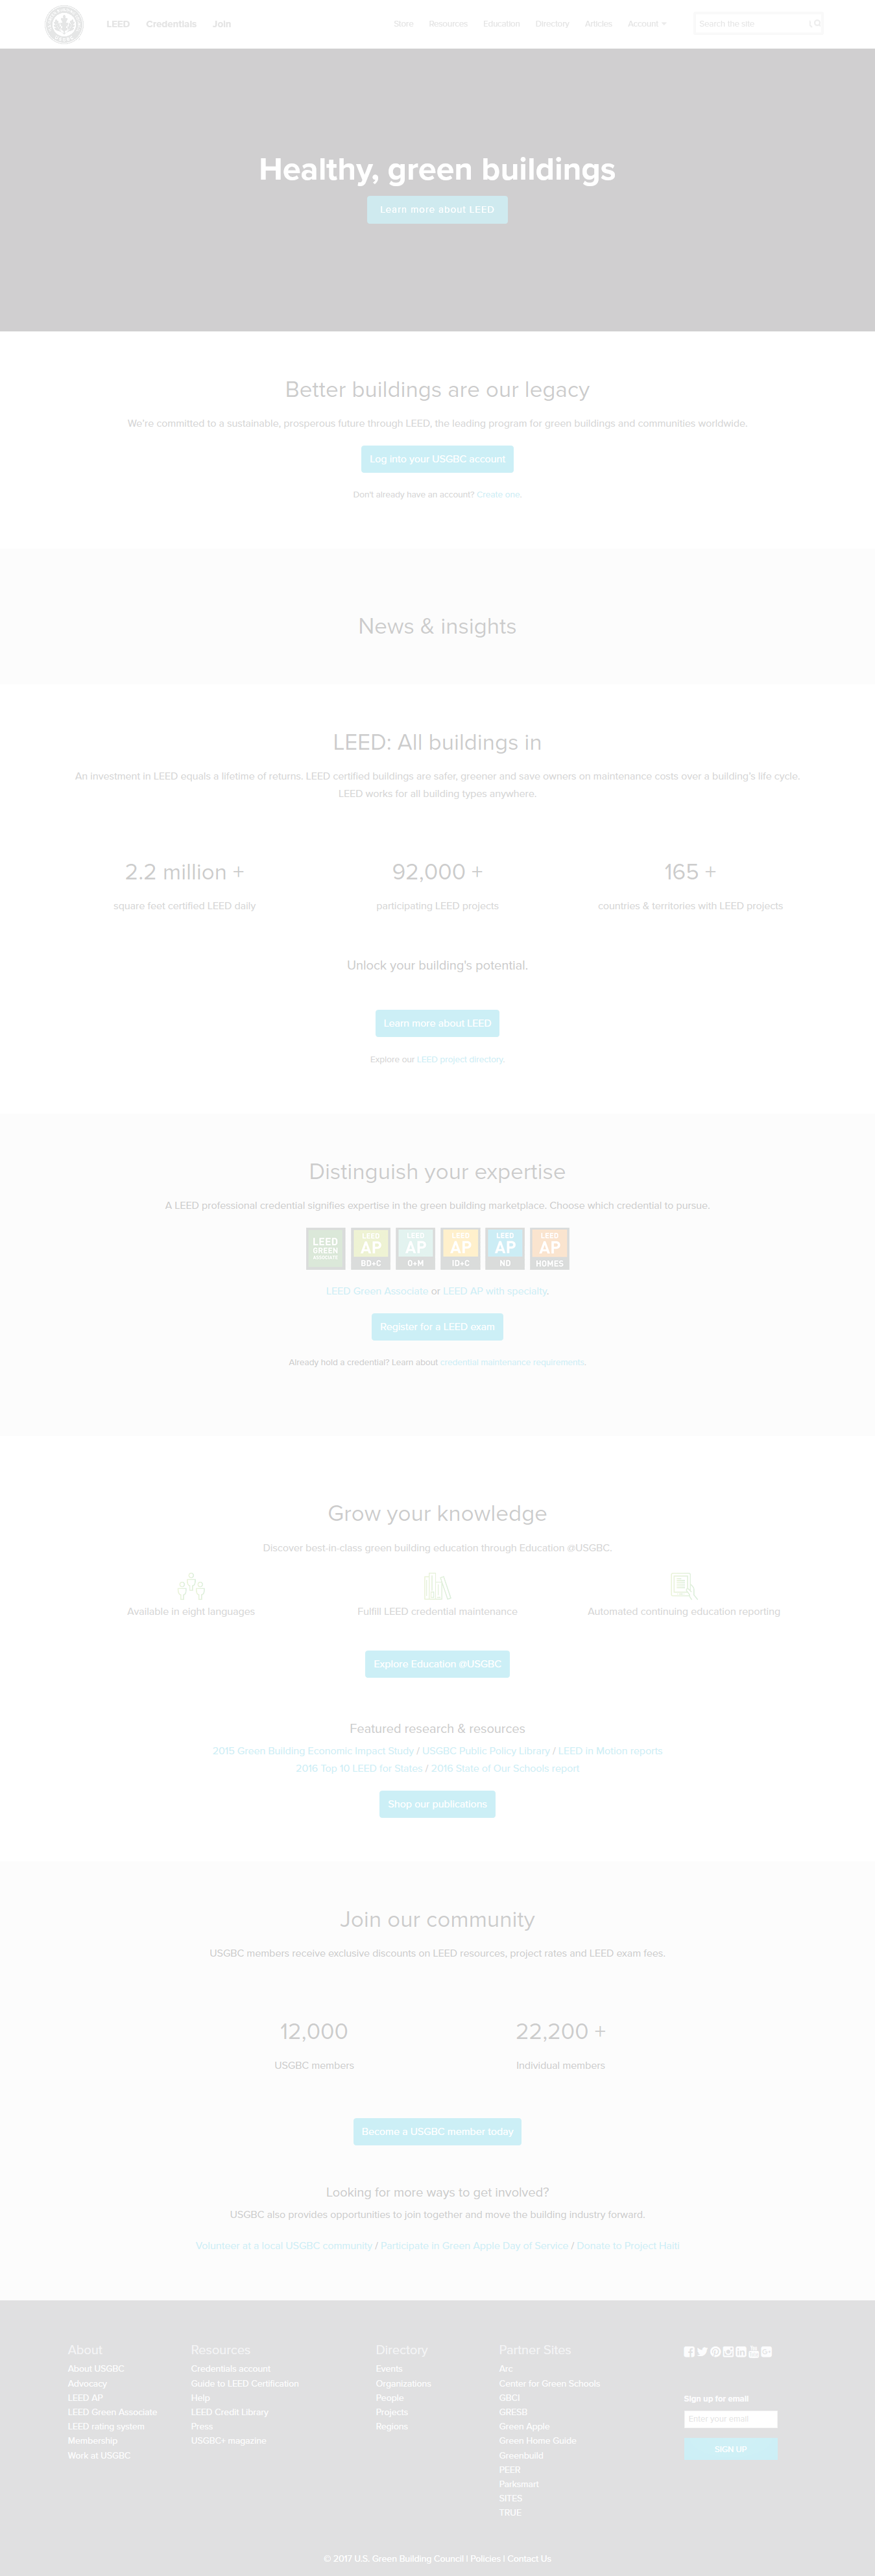 LEED Credentials Join Store Resources Education Directory Articles Account Search the site
Healthy, green buildings
Learn more about LEED
Better buildings are our legacy
We're committed to a sustainable, prosperous future through LEED, the leading program for green buildings and communities worldwide.
Log into your USGBC account
Don't already have an account? Create one.
News & insights
LEED: All buildings in
An investment in LEED equals a lifetime of returns. LEED certified buildings are safer, greener and save owners on maintenance costs over a building's life cycle.
LEED works for all building types anywhere.
2.2 million + 92,000 + 165 +
square feet certified LEED daily participating LEED projects countries & territories with LEED projects
Unlock your building's potential.
Learn more about LEED
Explore our LEED project directory.
Distinguish your expertise
A LEED professional credential signifies expertise in the green building marketplace. Choose which credential to pursue.
LEED GREEN ASSOCIATE
LEED AP BD+C
LEED AP O+M
LEED AP ID+C
LEED AP ND
LEED AP HOMES
LEED Green Associate or LEED AP with specialty.
Register for a LEED exam
Already hold a credential? Learn about credential maintenance requirements.
Grow your knowledge
Discover best-in-class green building education through Education @USGBC.
Available in eight languages Fulfill LEED credential maintenance Automated continuing education reporting
Explore Education @USGBC
Featured research & resources
2015 Green Building Economic Impact Study / USGBC Public Policy Library / LEED in Motion reports
2016 Top 10 LEED for States / 2016 State of Our Schools report
Shop our publications
Join our community
USGBC members receive exclusive discounts on LEED resources, project rates and LEED exam fees.
12,000 22,200 +
USGBC members Individual members
Become a USGBC member today
Looking for more ways to get involved?
USGBC also provides opportunities to join together and move the building industry forward.
Volunteer at a local USGBC community / Participate in Green Apple Day of Service / Donate to Project Haiti
About
About USGBC
Advocacy
LEED AP
LEED Green Associate
LEED rating system
Membership
Work at USGBC
Resources
Credentials account
Guide to LEED Certification
Help
LEED Credit Library
Press
USGBC+ magazine
Directory
Events
Organizations
People
Projects
Regions
Partner Sites
Arc
Center for Green Schools
GBCI
GRESB
Green Apple
Green Home Guide
Greenbuild
PEER
Parksmart
SITES
TRUE
Sign up for email
Enter your email
SIGN UP
© 2017 U.S. Green Building Council | Policies | Contact Us